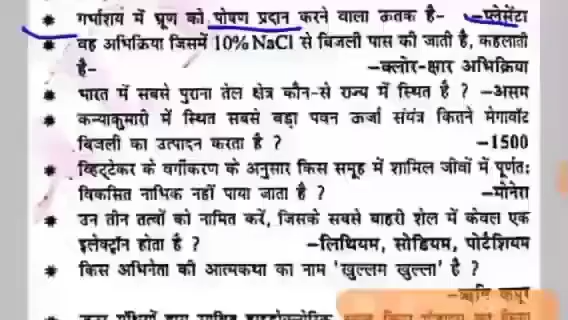 * गर्भाशय में भ्रूण को पोषण प्रदान करने वाला ऊतक है- –प्लेसेंटा
* वह अभिक्रिया जिसमें 10% NaCl से बिजली पास की जाती है, कहलाती
है- –क्लोर-क्षार अभिक्रिया
* भारत में सबसे पुराना तेल क्षेत्र कौन-से राज्य में स्थित है ? –असम
* कन्याकुमारी में स्थित सबसे बड़ा पवन ऊर्जा संयंत्र कितने मेगावॉट
बिजली का उत्पादन करता है ? –1500
* व्हिट्टेकर के वर्गीकरण के अनुसार किस समूह में शामिल जीवों में पूर्णत:
विकसित नाभिक नहीं पाया जाता है ? –मोनेरा
* उन तीन तत्वों को नामित करें, जिसके सबसे बाहरी शेल में केवल एक
इलेक्ट्रॉन होता है ? –लिथियम, सोडियम, पोटैशियम
* किस अभिनेता की आत्मकथा का नाम 'खुल्लम खुल्ला' है ?
–ऋषि कपूर